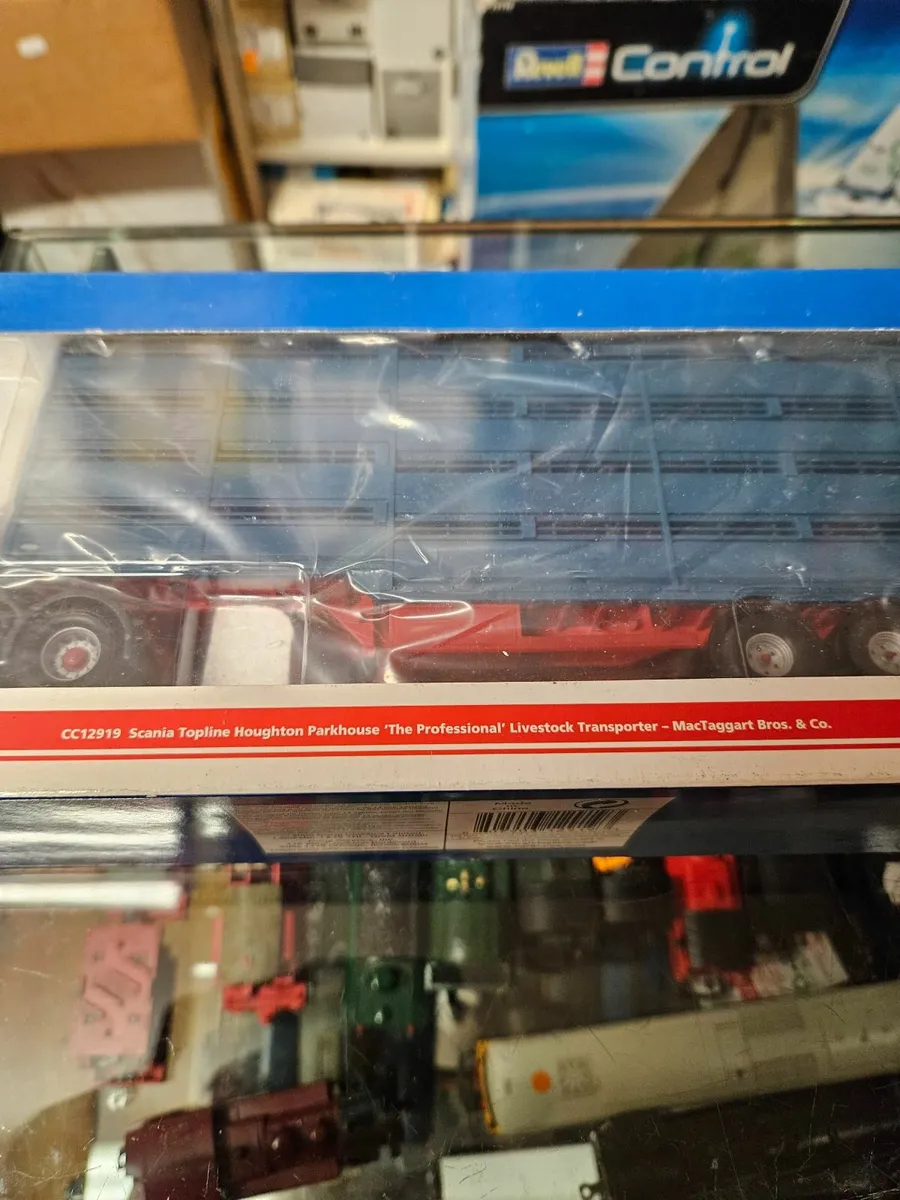 Revell Control
CC12919 Scania Topline Houghton Parkhouse 'The Professional' Livestock Transporter – MacTaggart Bros. & Co.